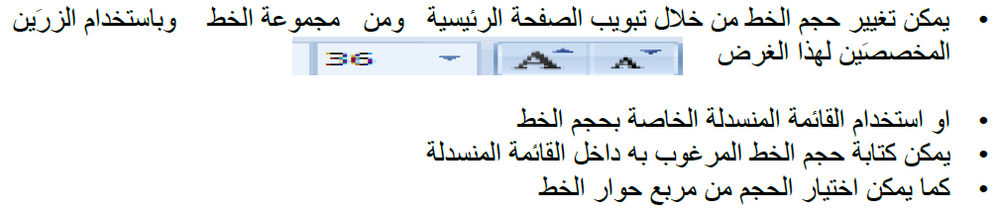 • يمكن تغيير حجم الخط من خلال تبويب الصفحة الرئيسية ومن مجموعة الخط وباستخدام الزرَين
المخصصَين لهذا الغرض
36 A A
• او استخدام القائمة المنسدلة الخاصة بحجم الخط
• يمكن كتابة حجم الخط المرغوب به داخل القائمة المنسدلة
• كما يمكن اختيار الحجم من مربع حوار الخط